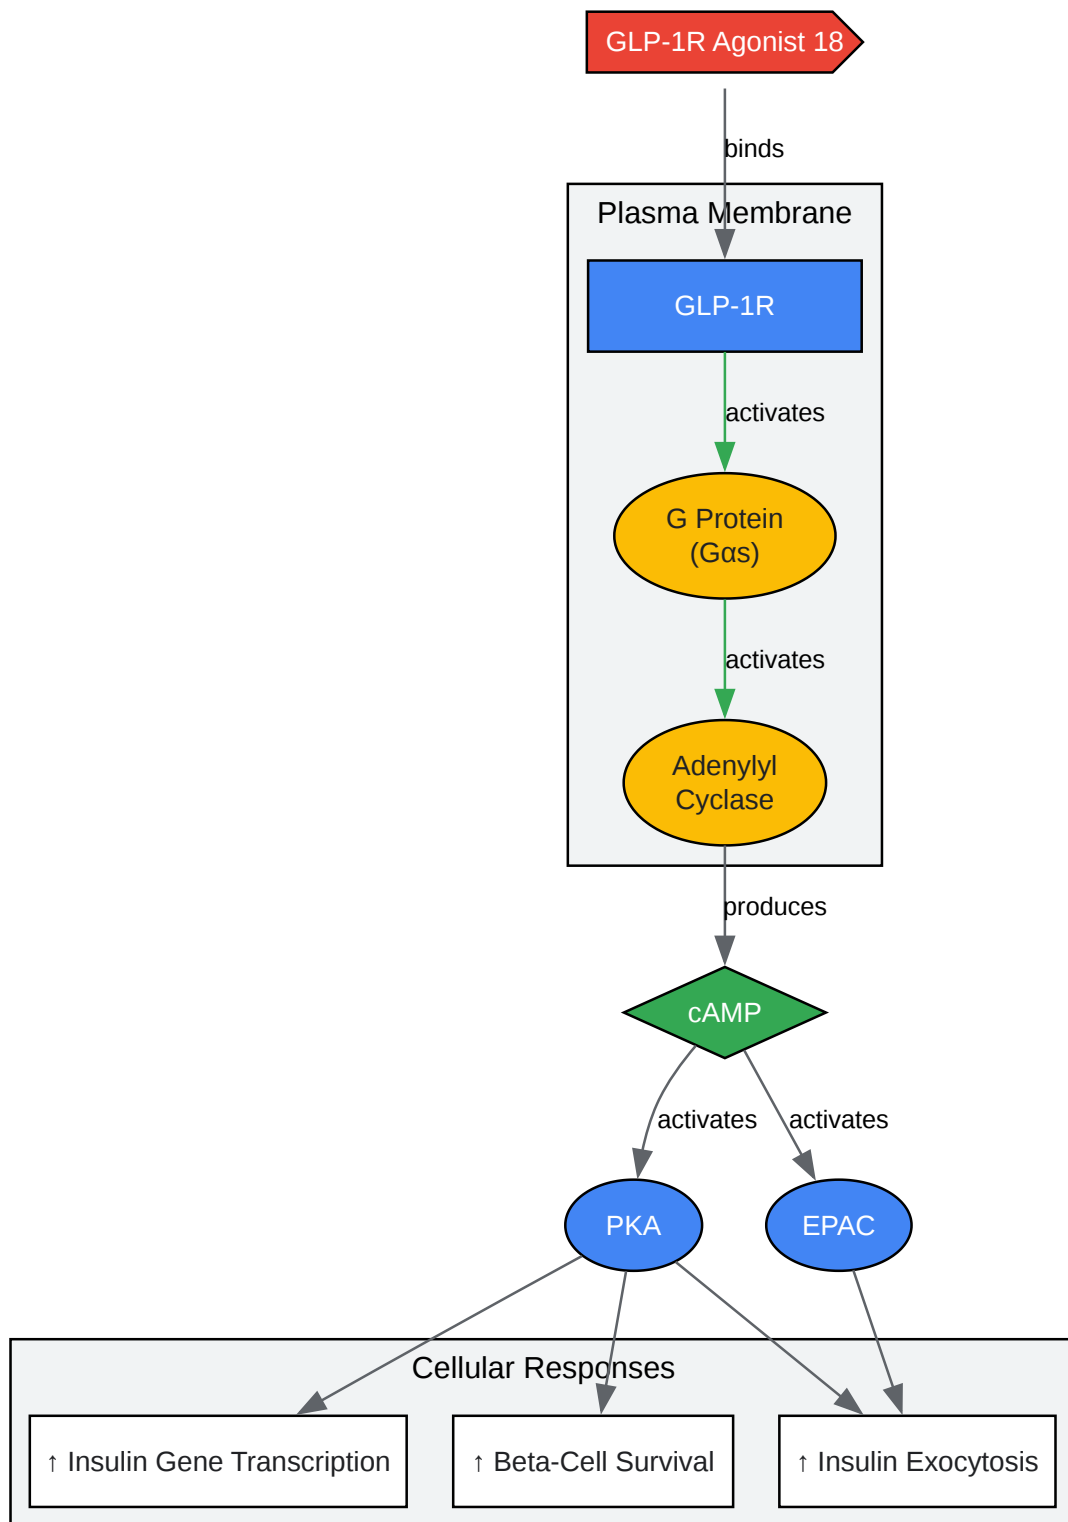 GLP-1R Agonist 18
binds
Plasma Membrane
GLP-1R
activates
G Protein
(Gαs)
activates
Adenylyl
Cyclase
produces
cAMP
activates
activates
PKA
EPAC
Cellular Responses
↑ Insulin Gene Transcription
↑ Beta-Cell Survival
↑ Insulin Exocytosis